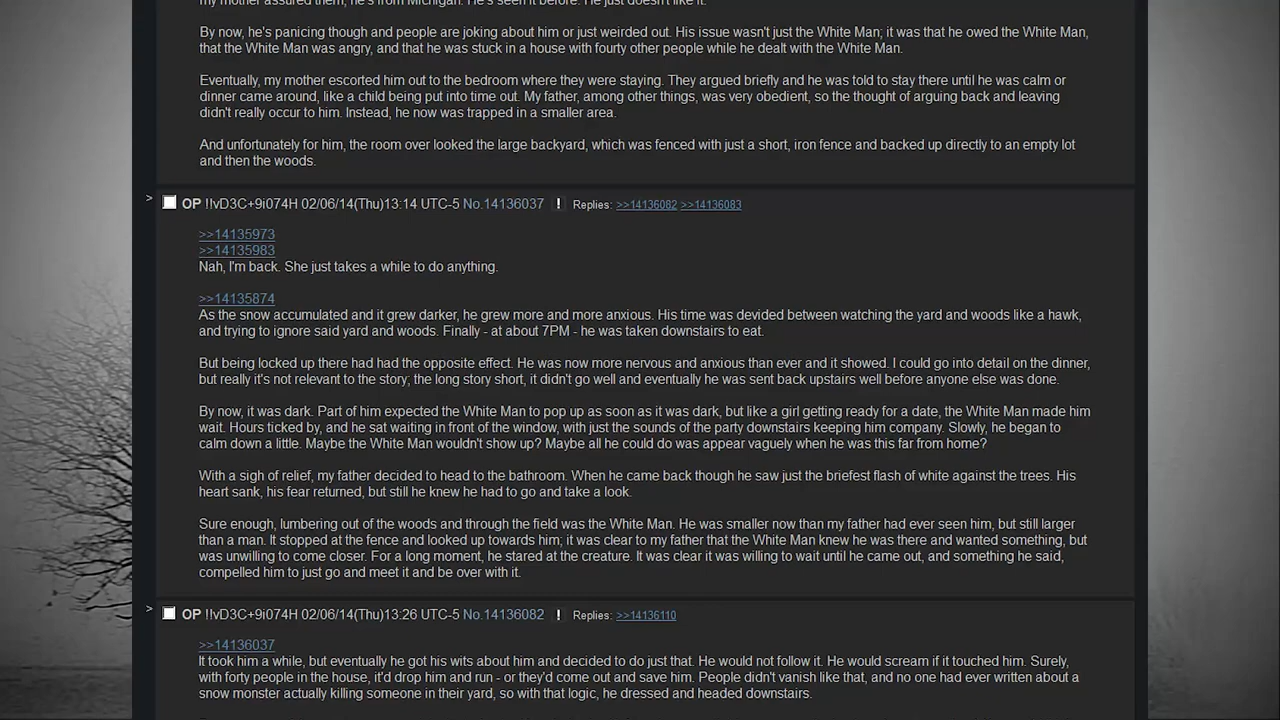 my mother assured them, he's from Michigan. He's seen it before. He just doesn't like it.
By now, he's panicing though and people are joking about him or just weirded out. His issue wasn't just the White Man; it was that he owed the White Man,
that the White Man was angry, and that he was stuck in a house with fourty other people while he dealt with the White Man.
Eventually, my mother escorted him out to the bedroom where they were staying. They argued briefly and he was told to stay there until he was calm or
dinner came around, like a child being put into time out. My father, among other things, was very obedient, so the thought of arguing back and leaving
didn't really occur to him. Instead, he now was trapped in a smaller area.
And unfortunately for him, the room over looked the large backyard, which was fenced with just a short, iron fence and backed up directly to an empty lot
and then the woods.
> OP !!vD3C+9i074H 02/06/14(Thu)13:14 UTC-5 No.14136037 ! Replies: >>14136082 >>14136083
>>14135973
>>14135983
Nah, I'm back. She just takes a while to do anything.
>>14135874
As the snow accumulated and it grew darker, he grew more and more anxious. His time was devided between watching the yard and woods like a hawk,
and trying to ignore said yard and woods. Finally - at about 7PM - he was taken downstairs to eat.
But being locked up there had had the opposite effect. He was now more nervous and anxious than ever and it showed. I could go into detail on the dinner,
but really it's not relevant to the story; the long story short, it didn't go well and eventually he was sent back upstairs well before anyone else was done.
By now, it was dark. Part of him expected the White Man to pop up as soon as it was dark, but like a girl getting ready for a date, the White Man made him
wait. Hours ticked by, and he sat waiting in front of the window, with just the sounds of the party downstairs keeping him company. Slowly, he began to
calm down a little. Maybe the White Man wouldn't show up? Maybe all he could do was appear vaguely when he was this far from home?
With a sigh of relief, my father decided to head to the bathroom. When he came back though he saw just the briefest flash of white against the trees. His
heart sank, his fear returned, but still he knew he had to go and take a look.
Sure enough, lumbering out of the woods and through the field was the White Man. He was smaller now than my father had ever seen him, but still larger
than a man. It stopped at the fence and looked up towards him; it was clear to my father that the White Man knew he was there and wanted something, but
was unwilling to come closer. For a long moment, he stared at the creature. It was clear it was willing to wait until he came out, and something he said,
compelled him to just go and meet it and be over with it.
> OP !!vD3C+9i074H 02/06/14(Thu)13:26 UTC-5 No.14136082 ! Replies: >>14136110
>>14136037
It took him a while, but eventually he got his wits about him and decided to do just that. He would not follow it. He would scream if it touched him. Surely,
with forty people in the house, it'd drop him and run - or they'd come out and save him. People didn't vanish like that, and no one had ever written about a
snow monster actually killing someone in their yard, so with that logic, he dressed and headed downstairs.